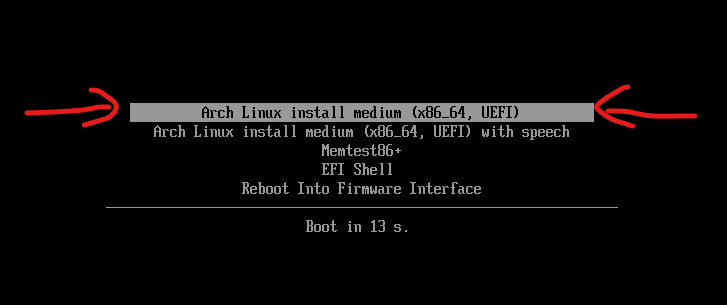 Arch Linux install medium (x86_64, UEFI)
Arch Linux install medium (x86_64, UEFI) with speech
Memtest86+
EFI Shell
Reboot Into Firmware Interface
Boot in 13 s.